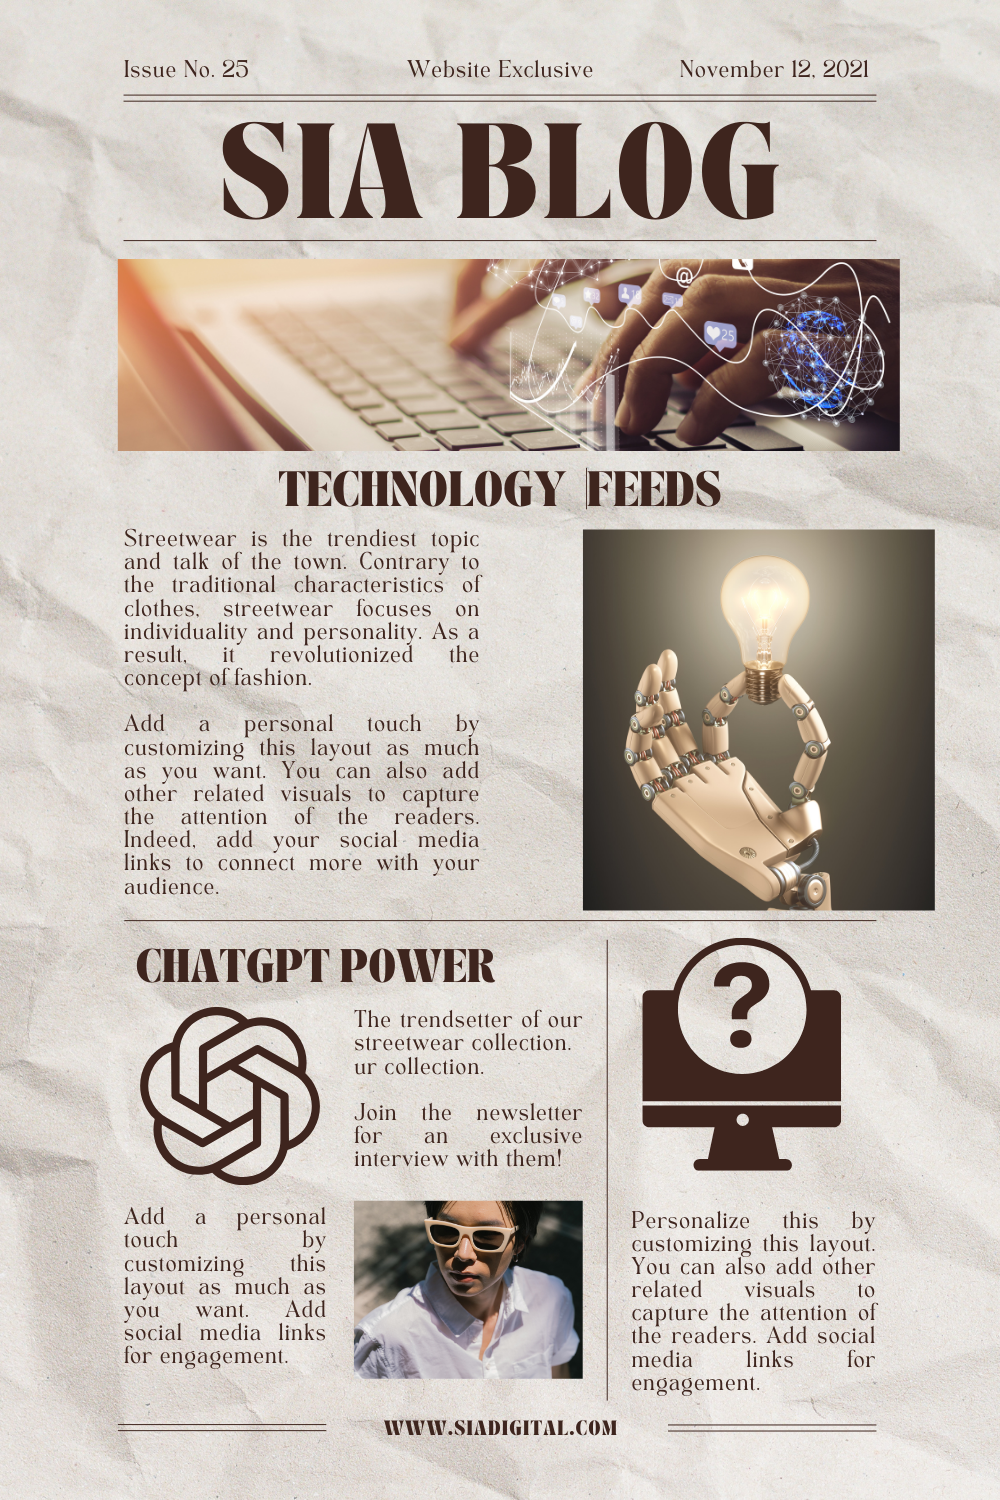 Issue No. 25
Website Exclusive
November 12, 2021
SIA BLOG
@
25
TECHNOLOGY FEEDS
Streetwear is the trendiest topic
and talk of the town. Contrary to
the traditional characteristics of
clothes, streetwear focuses on
individuality and personality. As a
result, it revolutionized the
concept of fashion.
Add a personal touch by
customizing this layout as much
as you want. You can also add
other related visuals to capture
the attention of the readers.
Indeed, add your social media
links to connect more with your
audience.
CHATGPT POWER
The trendsetter of our
streetwear collection.
ur collection.
Join the newsletter
for an exclusive
interview with them!
Add a personal
touch by
customizing this
layout as much as
you want. Add
social media links
for engagement.
?
Personalize this by
customizing this layout.
You can also add other
related visuals to
capture the attention of
the readers. Add social
media links for
engagement.
WWW.SIADIGITAL.COM